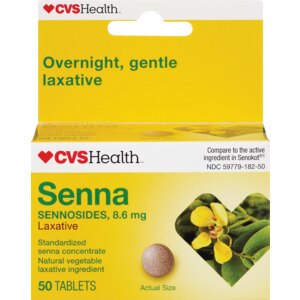 CVSHealth.
Overnight, gentle
laxative
CVSHealth.
Compare to the active
ingredient in Senokot®†
NDC 59779-182-50
Senna
SENNOSIDES, 8.6 mg
Laxative
Standardized
senna concentrate
Natural vegetable
laxative ingredient
50 TABLETS
Actual Size